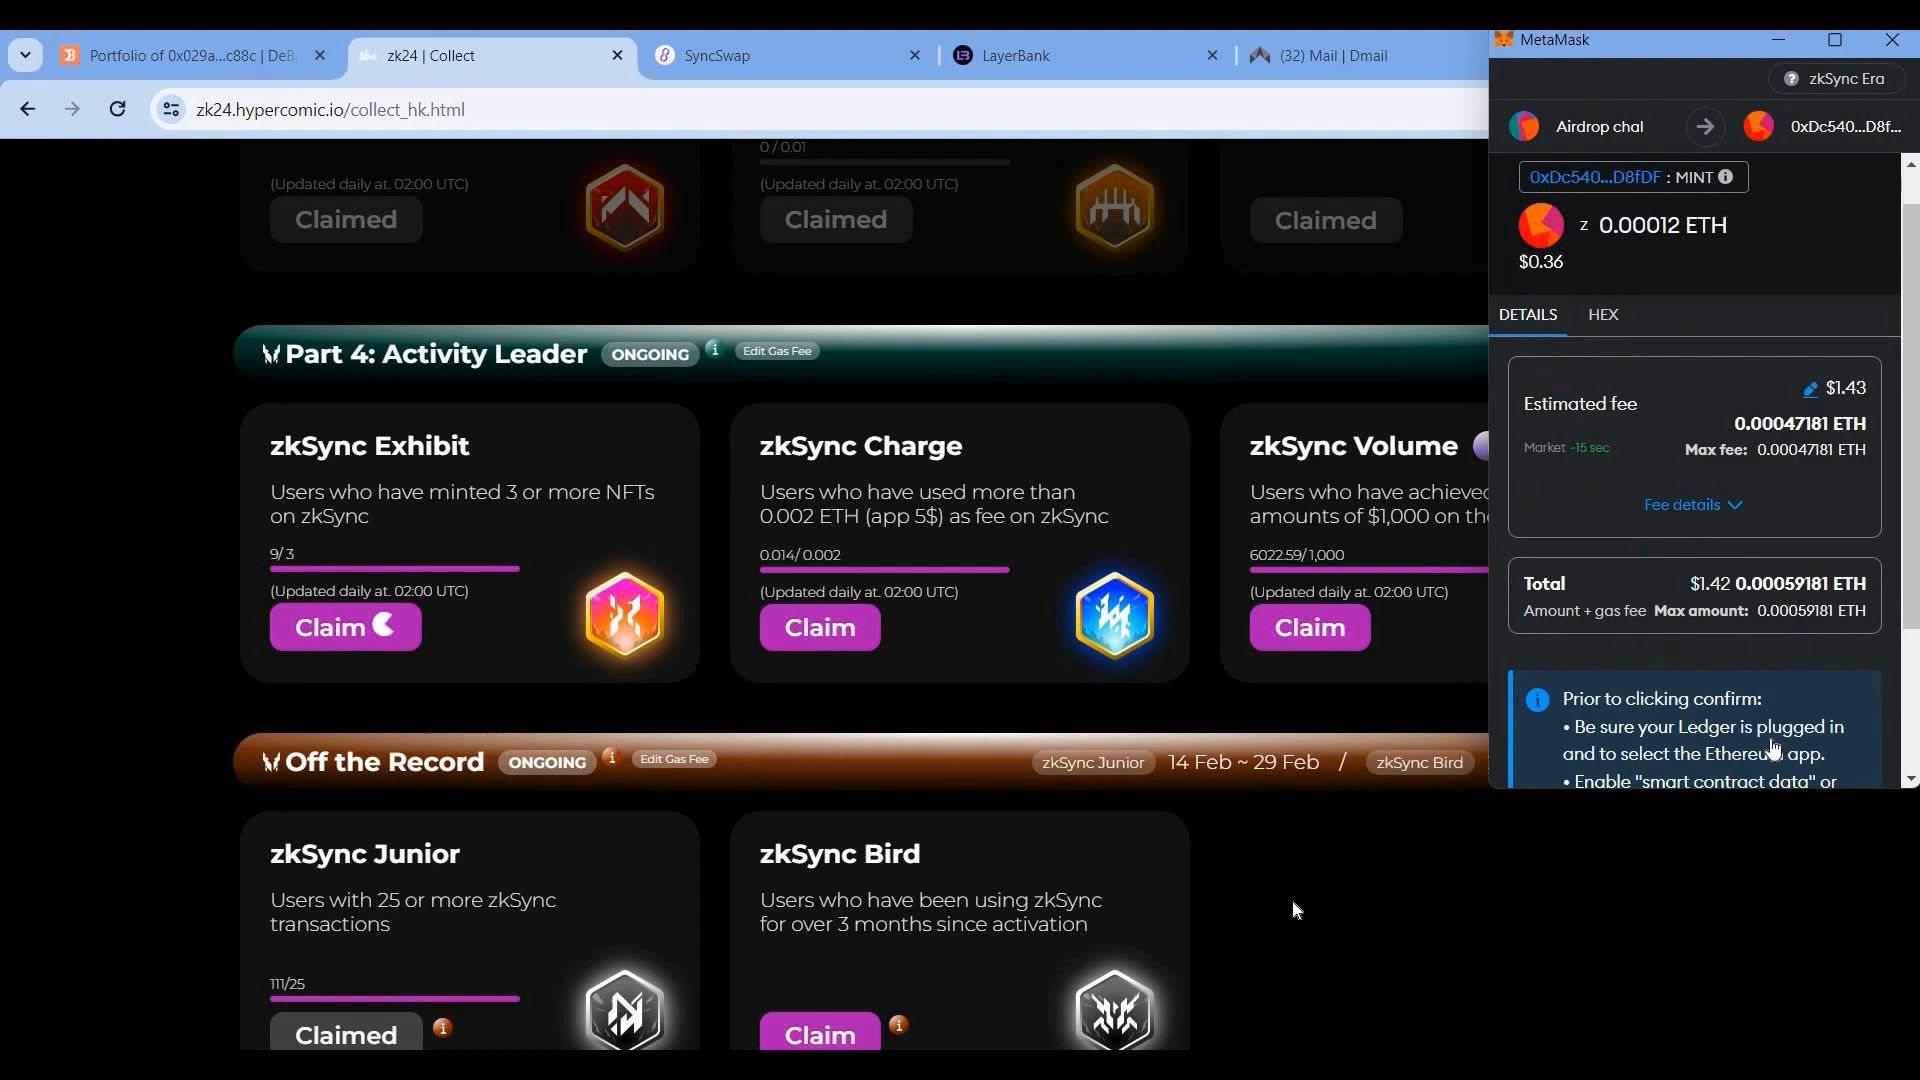 Portfolio of 0x029a...c88c | DeB
zk24 | Collect
SyncSwap
LayerBank
(32) Mail | Dmail
MetaMask
zk24.hypercomic.io/collect_hk.html
zkSync Era
Airdrop chal
0xDc540...D8f...
0xDc540...D8fDF : MINT
0.00012 ETH
$0.36
DETAILS
HEX
Estimated fee
$1.43
0.00047181 ETH
Market ~15 sec
Max fee: 0.00047181 ETH
Fee details
Total
$1.42 0.00059181 ETH
Amount + gas fee Max amount: 0.00059181 ETH
Prior to clicking confirm:
• Be sure your Ledger is plugged in
and to select the Ethereum app.
• Enable "smart contract data" or
(Updated daily at. 02:00 UTC)
Claimed
0 / 0.01
(Updated daily at. 02:00 UTC)
Claimed
Claimed
Part 4: Activity Leader
ONGOING
Edit Gas Fee
zkSync Exhibit
Users who have minted 3 or more NFTs
on zkSync
9/ 3
(Updated daily at. 02:00 UTC)
Claim
zkSync Charge
Users who have used more than
0.002 ETH (app 5$) as fee on zkSync
0.014/ 0.002
(Updated daily at. 02:00 UTC)
Claim
zkSync Volume
Users who have achieved
amounts of $1,000 on th
6022.59/ 1,000
(Updated daily at. 02:00 UTC)
Claim
Off the Record
ONGOING
Edit Gas Fee
zkSync Junior
14 Feb ~ 29 Feb
/
zkSync Bird
zkSync Junior
Users with 25 or more zkSync
transactions
111/25
Claimed
zkSync Bird
Users who have been using zkSync
for over 3 months since activation
Claim